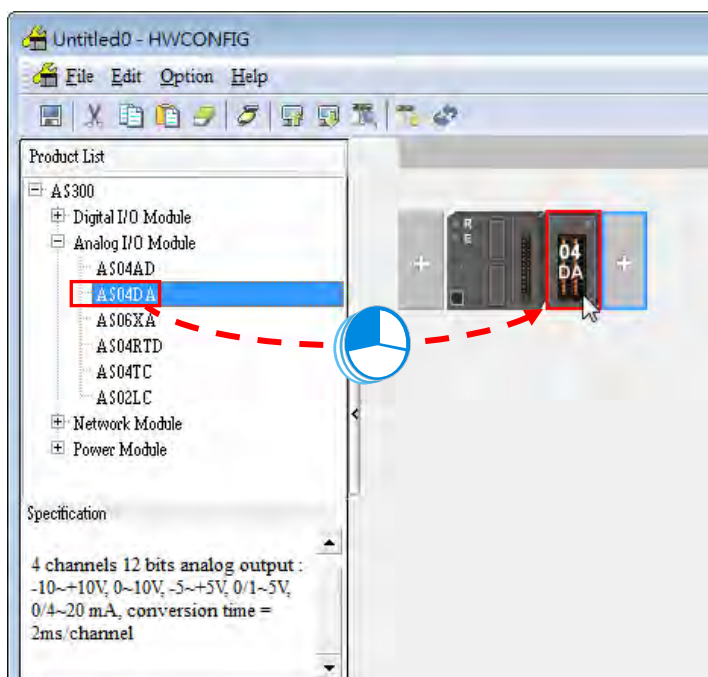 Untitled0 - HWCONFIG
File Edit Option Help
Product List
AS300
Digital I/O Module
Analog I/O Module
AS04AD
AS04DA
AS06XA
AS04RTD
AS04TC
AS02LC
Network Module
Power Module
R
E
04
DA
Specification
4 channels 12 bits analog output :
-10~+10V, 0~10V, -5~+5V, 0/1~5V,
0/4~20 mA, conversion time =
2ms/channel